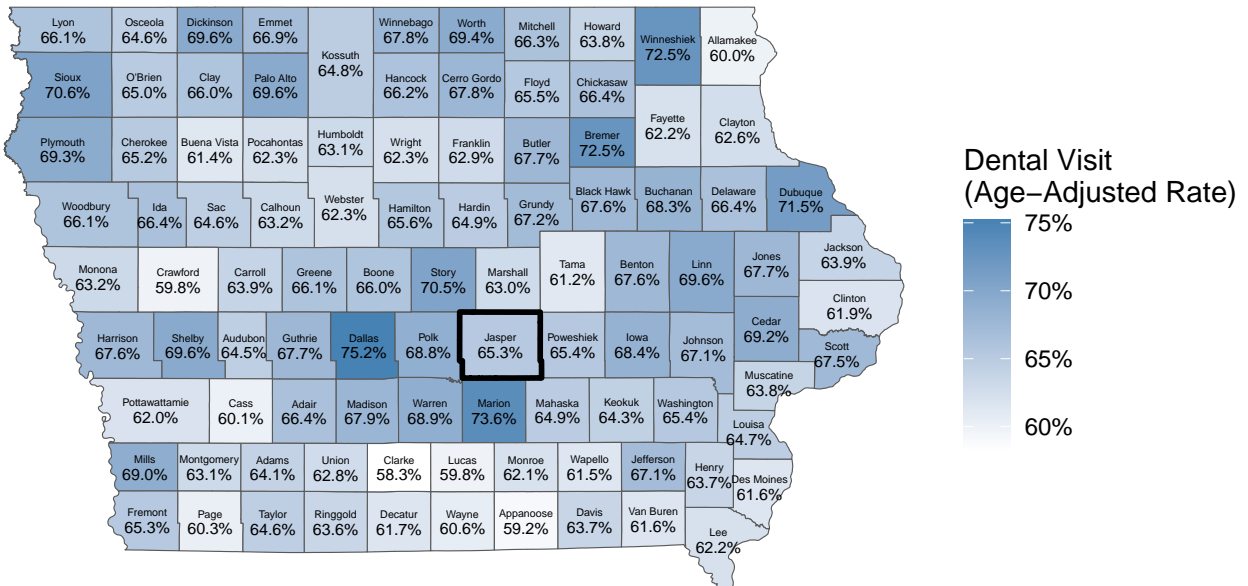 Lyon
66.1%
Osceola
64.6%
Dickinson
69.6%
Emmet
66.9%
Kossuth
64.8%
Winnebago
67.8%
Worth
69.4%
Mitchell
66.3%
Howard
63.8%
Winneshiek
72.5%
Allamakee
60.0%
Sioux
70.6%
O'Brien
65.0%
Clay
66.0%
Palo Alto
69.6%
Hancock
66.2%
Cerro Gordo
67.8%
Floyd
65.5%
Chickasaw
66.4%
Fayette
62.2%
Clayton
62.6%
Plymouth
69.3%
Cherokee
65.2%
Buena Vista
61.4%
Pocahontas
62.3%
Humboldt
63.1%
Wright
62.3%
Franklin
62.9%
Butler
67.7%
Bremer
72.5%
Woodbury
66.1%
Ida
66.4%
Sac
64.6%
Calhoun
63.2%
Webster
62.3%
Hamilton
65.6%
Hardin
64.9%
Grundy
67.2%
Black Hawk
67.6%
Buchanan
68.3%
Delaware
66.4%
Dubuque
71.5%
Monona
63.2%
Crawford
59.8%
Carroll
63.9%
Greene
66.1%
Boone
66.0%
Story
70.5%
Marshall
63.0%
Tama
61.2%
Benton
67.6%
Linn
69.6%
Jones
67.7%
Jackson
63.9%
Clinton
61.9%
Harrison
67.6%
Shelby
69.6%
Audubon
64.5%
Guthrie
67.7%
Dallas
75.2%
Polk
68.8%
Jasper
65.3%
Poweshiek
65.4%
Iowa
68.4%
Johnson
67.1%
Cedar
69.2%
Scott
67.5%
Muscatine
63.8%
Pottawattamie
62.0%
Cass
60.1%
Adair
66.4%
Madison
67.9%
Warren
68.9%
Marion
73.6%
Mahaska
64.9%
Keokuk
64.3%
Washington
65.4%
Louisa
64.7%
Mills
69.0%
Montgomery
63.1%
Adams
64.1%
Union
62.8%
Clarke
58.3%
Lucas
59.8%
Monroe
62.1%
Wapello
61.5%
Jefferson
67.1%
Henry
63.7%
Des Moines
61.6%
Fremont
65.3%
Page
60.3%
Taylor
64.6%
Ringgold
63.6%
Decatur
61.7%
Wayne
60.6%
Appanoose
59.2%
Davis
63.7%
Van Buren
61.6%
Lee
62.2%
Dental Visit
(Age−Adjusted Rate)
75%
70%
65%
60%